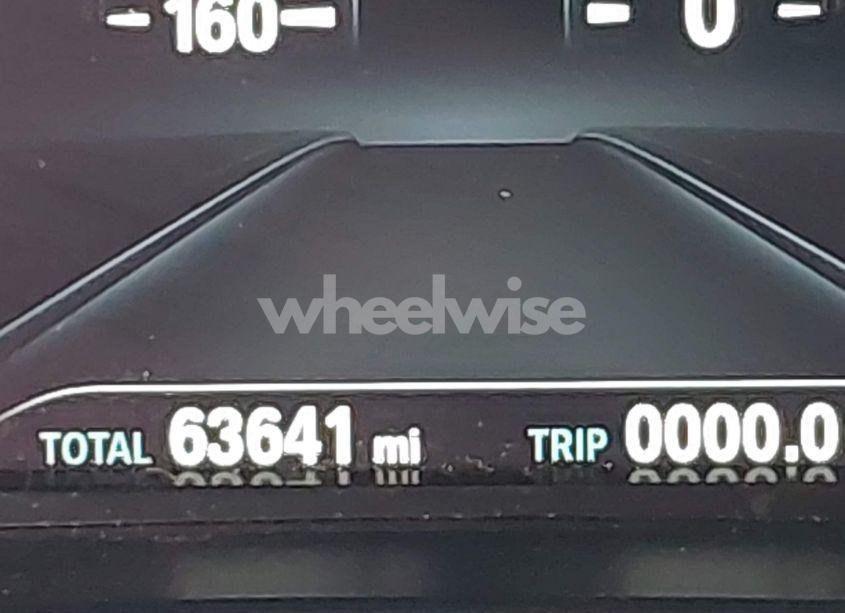 160 0
wheelwise
TOTAL 63641 mi TRIP 0000.0